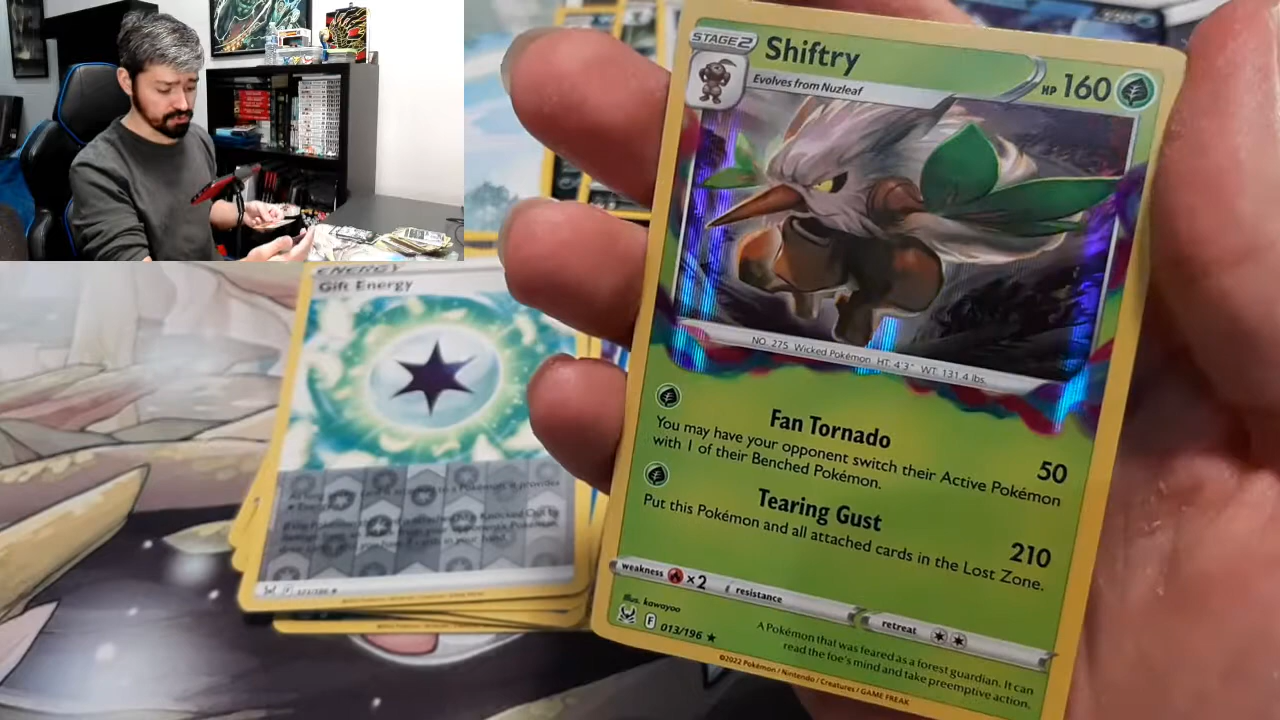 STAGE2
Shiftry
HP 160
Evolves from Nuzleaf
NO. 275 Wicked Pokémon HT: 4'3" WT: 131.4 lbs.
Fan Tornado
50
You may have your opponent switch their Active Pokémon
with 1 of their Benched Pokémon.
Tearing Gust
210
Put this Pokémon and all attached cards in the Lost Zone.
weakness ×2 resistance retreat
Illus. kawayoo
F 013/196
A Pokémon that was feared as a forest guardian. It can
read the foe's mind and take preemptive action.
©2022 Pokémon / Nintendo / Creatures / GAME FREAK
ENERGY
Gift Energy